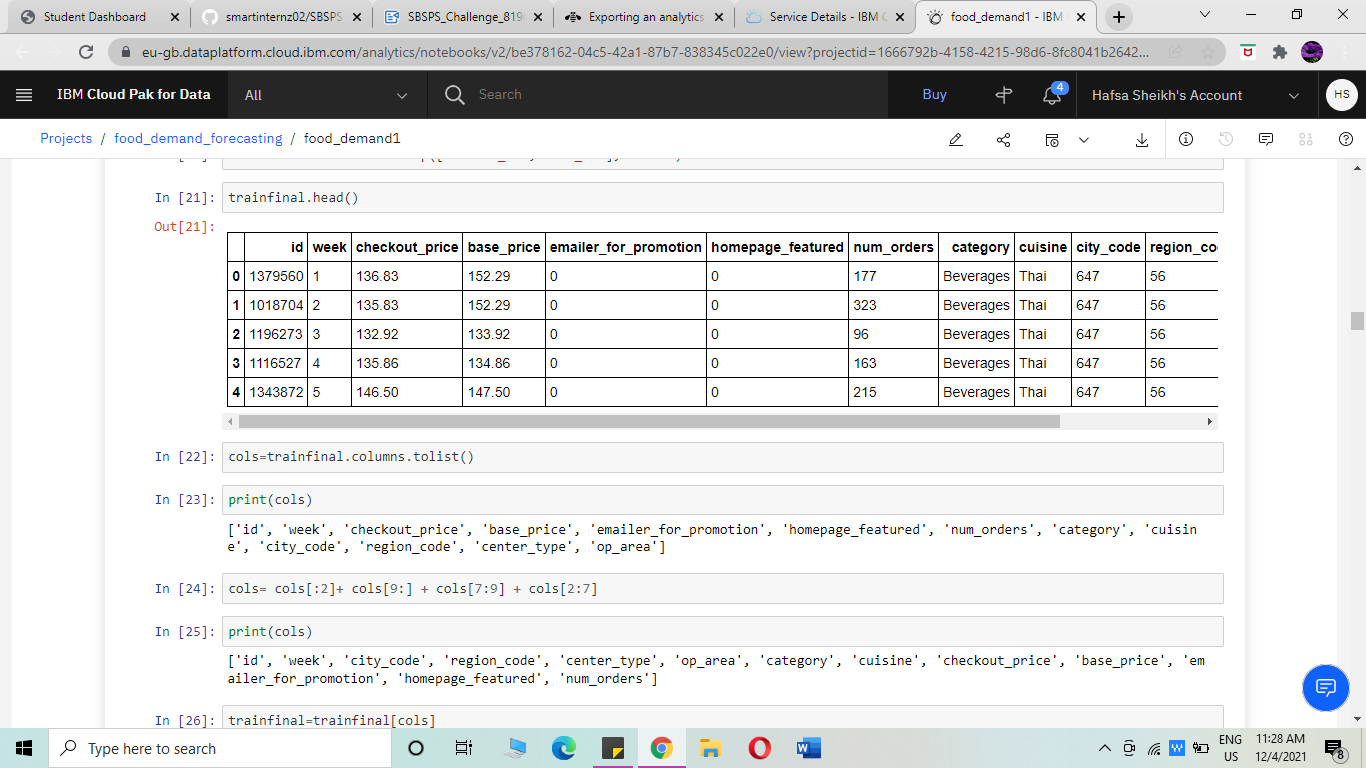 Student Dashboard
smartinternz02/SBSPS
SBSPS_Challenge_819
Exporting an analytics
Service Details - IBM C
food_demand1 - IBM
eu-gb.dataplatform.cloud.ibm.com/analytics/notebooks/v2/be378162-04c5-42a1-87b7-838345c022e0/view?projectid=1666792b-4158-4215-98d6-8fc8041b2642...
IBM Cloud Pak for Data
All
Search
Buy
4
Hafsa Sheikh's Account
HS
Projects / food_demand_forecasting / food_demand1
In [21]: trainfinal.head()
Out[21]:
id week checkout_price base_price emailer_for_promotion homepage_featured num_orders category cuisine city_code region_co
0 1379560 1 136.83 152.29 0 0 177 Beverages Thai 647 56
1 1018704 2 135.83 152.29 0 0 323 Beverages Thai 647 56
2 1196273 3 132.92 133.92 0 0 96 Beverages Thai 647 56
3 1116527 4 135.86 134.86 0 0 163 Beverages Thai 647 56
4 1343872 5 146.50 147.50 0 0 215 Beverages Thai 647 56
In [22]: cols=trainfinal.columns.tolist()
In [23]: print(cols)
['id', 'week', 'checkout_price', 'base_price', 'emailer_for_promotion', 'homepage_featured', 'num_orders', 'category', 'cuisin
e', 'city_code', 'region_code', 'center_type', 'op_area']
In [24]: cols= cols[:2]+ cols[9:] + cols[7:9] + cols[2:7]
In [25]: print(cols)
['id', 'week', 'city_code', 'region_code', 'center_type', 'op_area', 'category', 'cuisine', 'checkout_price', 'base_price', 'em
ailer_for_promotion', 'homepage_featured', 'num_orders']
In [26]: trainfinal=trainfinal[cols]
Type here to search
ENG
US
11:28 AM
12/4/2021
8